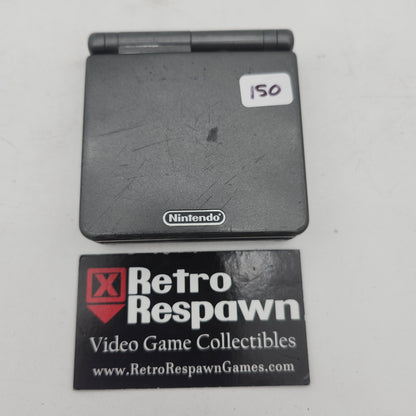 150
Nintendo
X Retro
Respawn
Video Game Collectibles
www.RetroRespawnGames.com